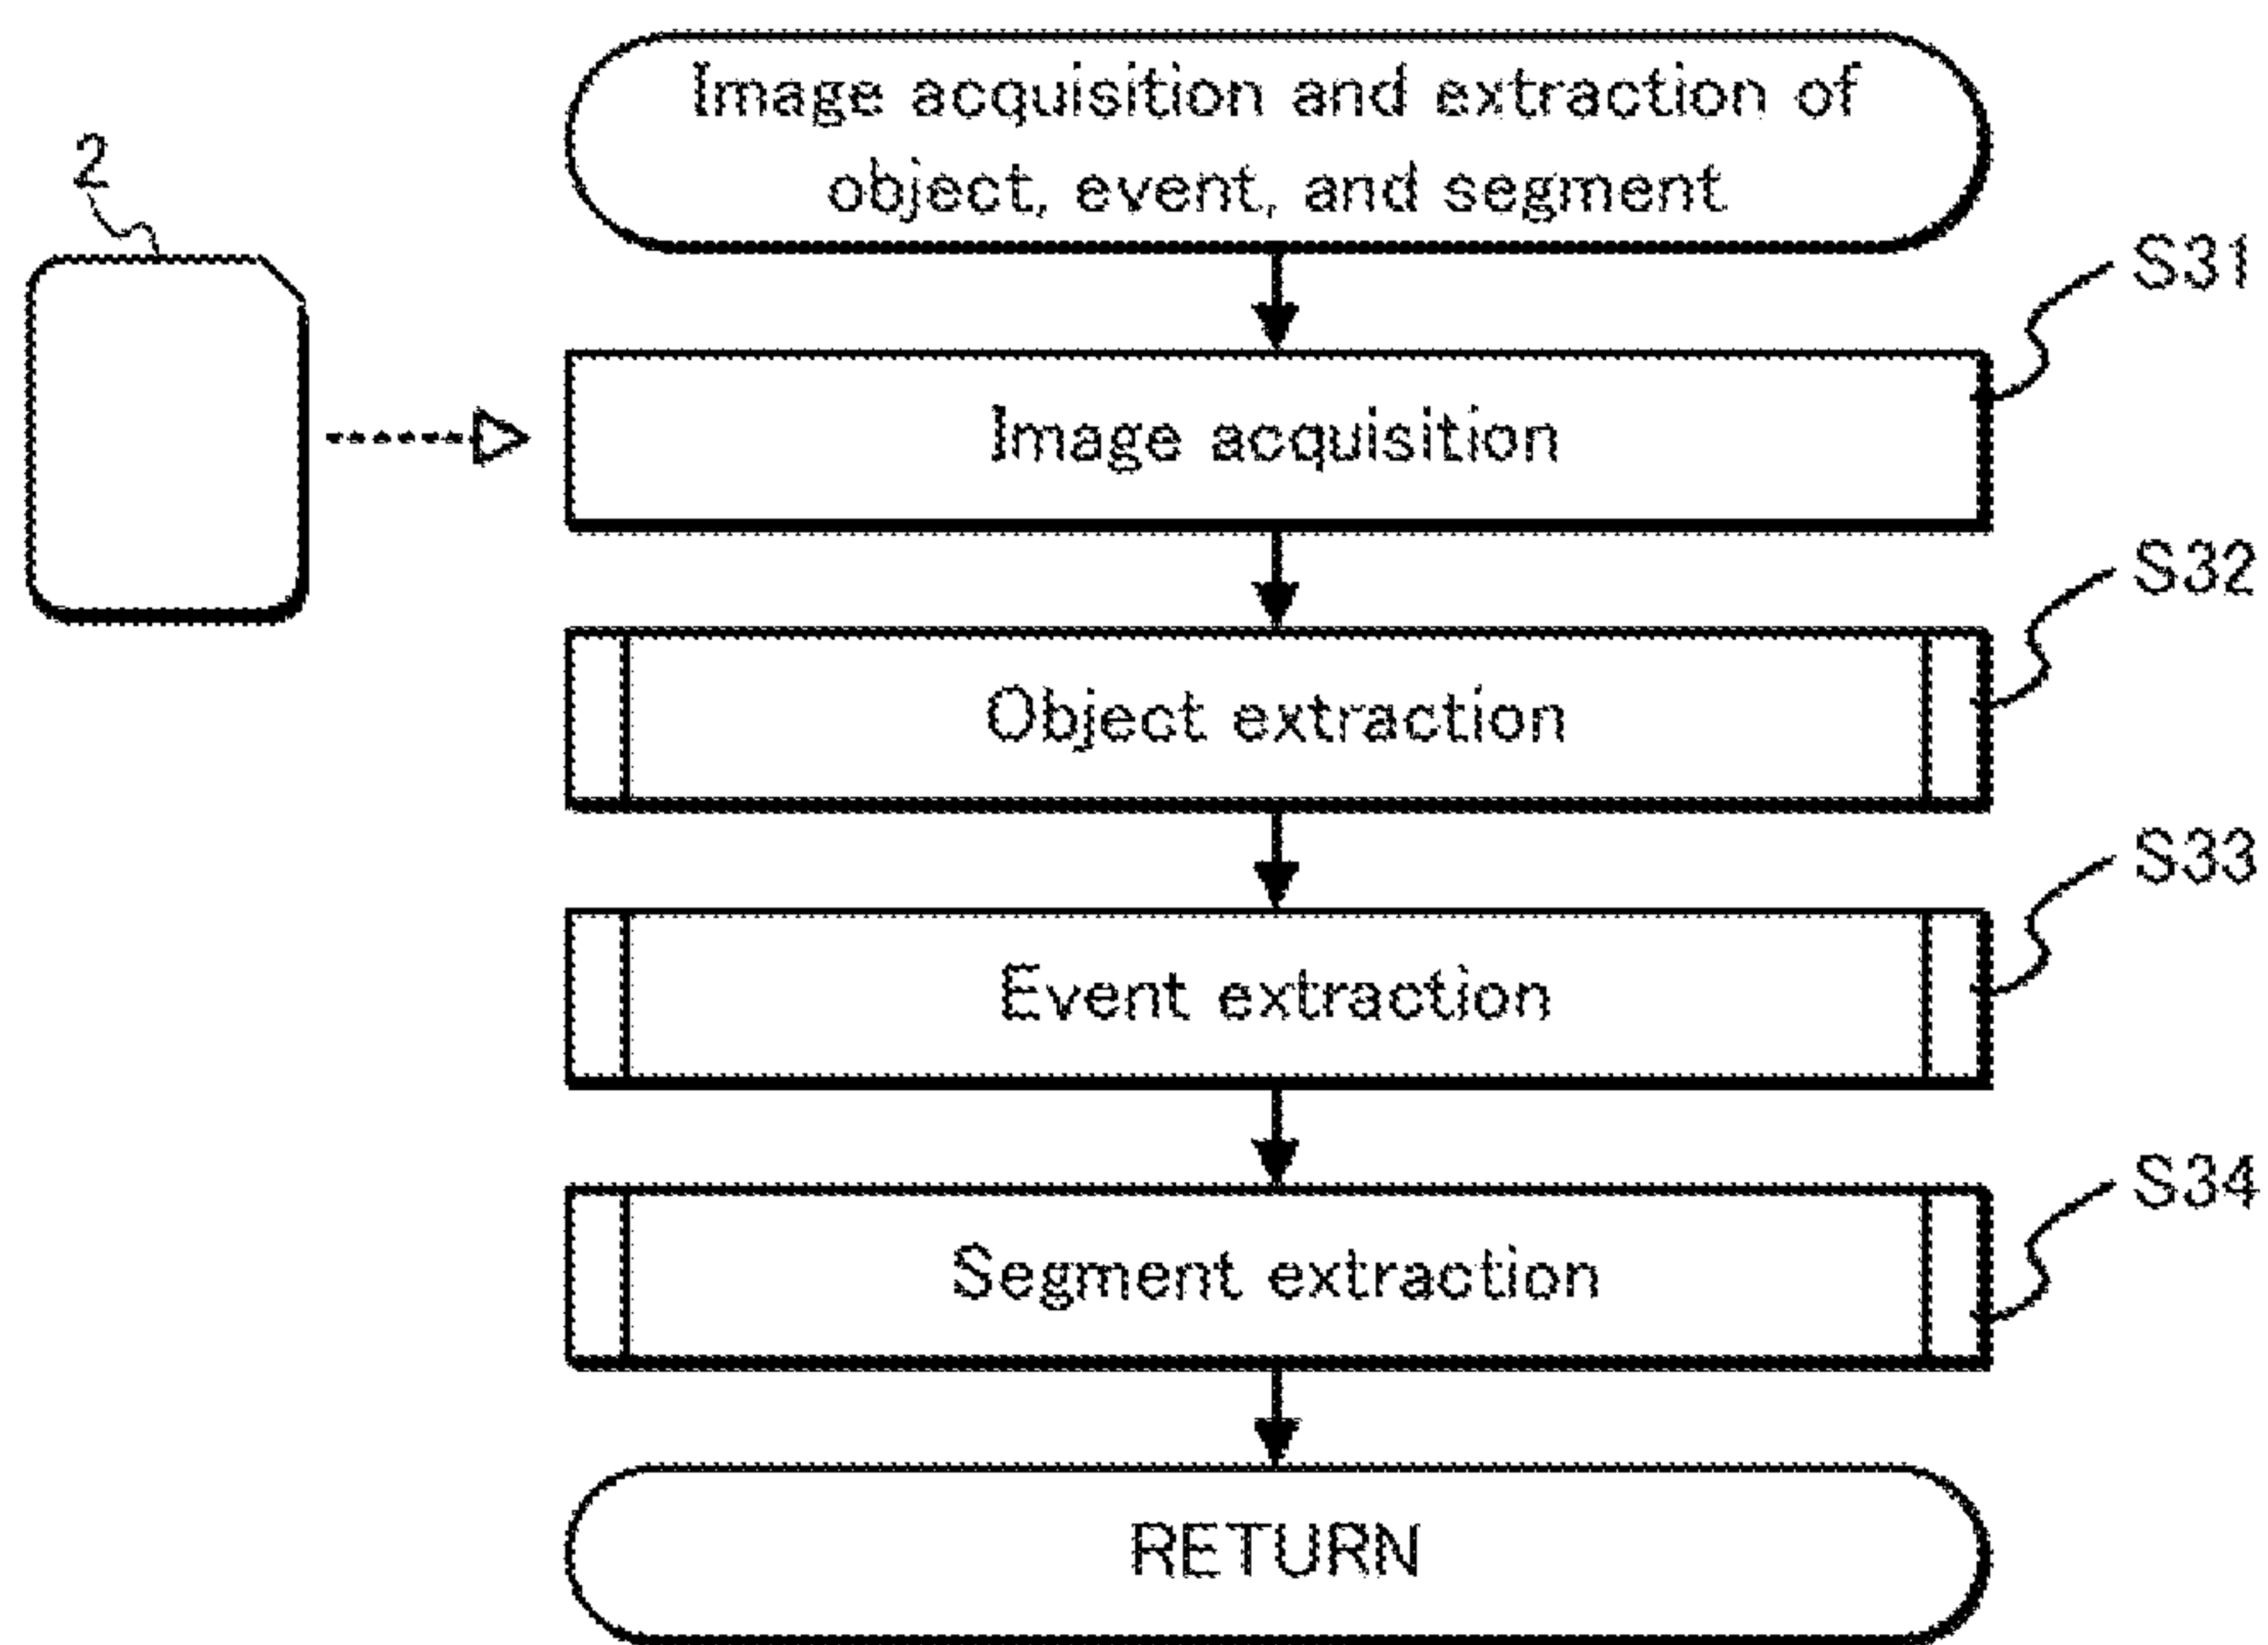 Image acquisition and extraction of
object, event, and segment
2
S31
Image acquisition
S32
Object extraction
S33
Event extraction
S34
Segment extraction
RETURN